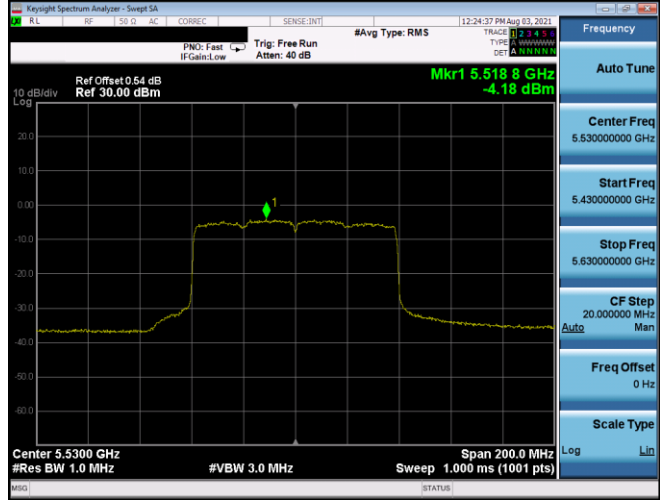 Keysight Spectrum Analyzer - Swept SA
RL RF 50 Ω AC CORREC SENSE:INT 12:24:37 PM Aug 03, 2021
#Avg Type: RMS
TRACE 1 2 3 4 5 6
TYPE A WWWWW
DET A N N N N N
PNO: Fast
IFGain:Low
Trig: Free Run
Atten: 40 dB
Frequency
Auto Tune
Mkr1 5.518 8 GHz
-4.18 dBm
Ref Offset 0.54 dB
Ref 30.00 dBm
10 dB/div
Log
20.0
10.0
0.00
-10.0
-20.0
-30.0
-40.0
-50.0
-60.0
1
Center Freq
5.530000000 GHz
Start Freq
5.430000000 GHz
Stop Freq
5.630000000 GHz
CF Step
20.000000 MHz
Auto Man
Freq Offset
0 Hz
Scale Type
Log Lin
Center 5.5300 GHz Span 200.0 MHz
#Res BW 1.0 MHz #VBW 3.0 MHz Sweep 1.000 ms (1001 pts)
MSG STATUS